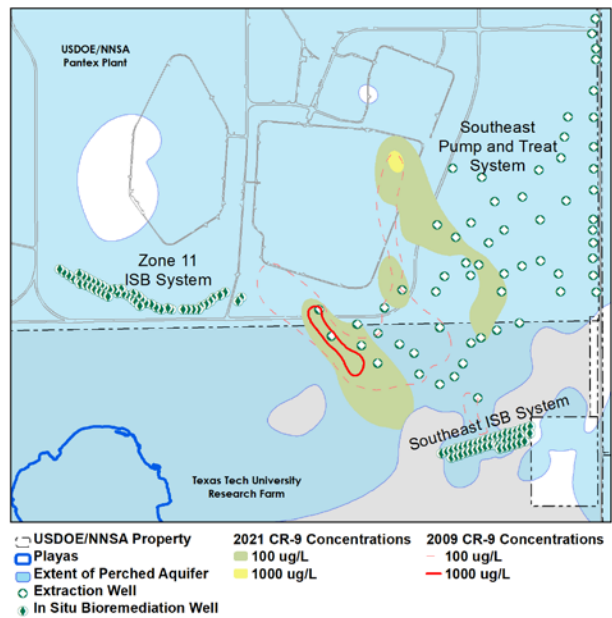 USDOE/NNSA
Pantex Plant
Southeast
Pump and Treat
System
Zone 11
ISB System
Southeast ISB System
Texas Tech University
Research Farm
USDOE/NNSA Property
Playas
Extent of Perched Aquifer
Extraction Well
In Situ Bioremediation Well
2021 CR-9 Concentrations
100 ug/L
1000 ug/L
2009 CR-9 Concentrations
100 ug/L
1000 ug/L